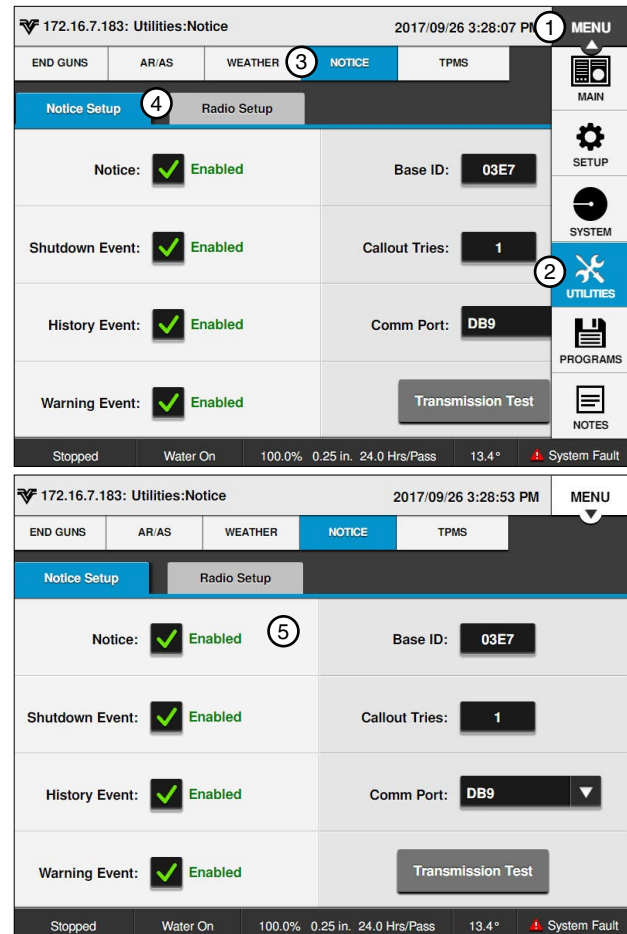 172.16.7.183: Utilities:Notice 2017/09/26 3:28:07 PM 1 MENU
END GUNS AR/AS WEATHER 3 NOTICE TPMS
MAIN
Notice Setup 4 Radio Setup
Notice: Enabled Base ID: 03E7
SETUP
SYSTEM
Shutdown Event: Enabled Callout Tries: 1
2
UTILITIES
History Event: Enabled Comm Port: DB9
PROGRAMS
Warning Event: Enabled Transmission Test
NOTES
Stopped Water On 100.0% 0.25 in. 24.0 Hrs/Pass 13.4° System Fault
172.16.7.183: Utilities:Notice 2017/09/26 3:28:53 PM MENU
END GUNS AR/AS WEATHER NOTICE TPMS
Notice Setup Radio Setup
Notice: Enabled 5 Base ID: 03E7
Shutdown Event: Enabled Callout Tries: 1
History Event: Enabled Comm Port: DB9
Warning Event: Enabled Transmission Test
Stopped Water On 100.0% 0.25 in. 24.0 Hrs/Pass 13.4° System Fault